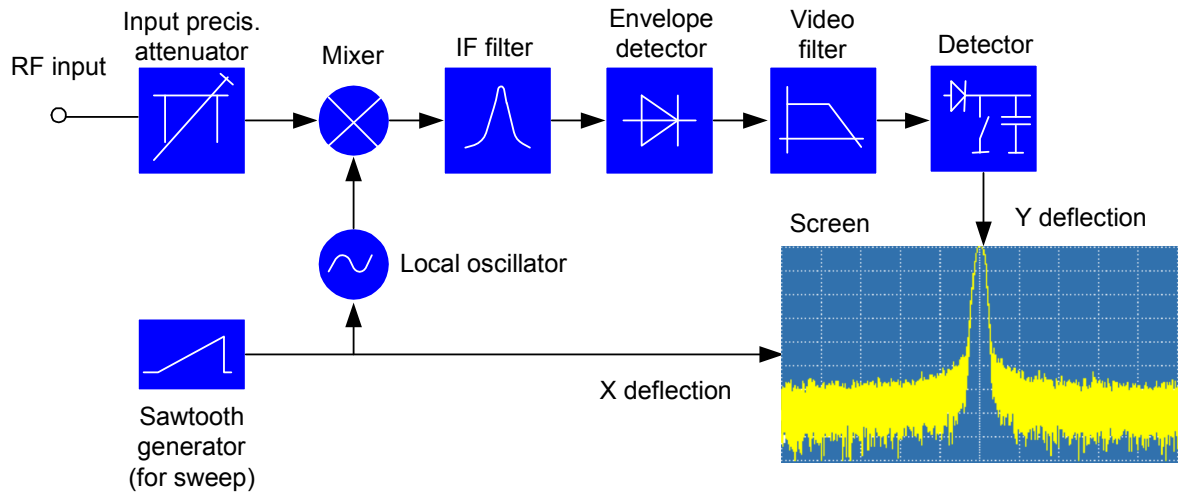 RF input
Input precis.
attenuator
Mixer
IF filter
Envelope
detector
Video
filter
Detector
Local oscillator
Screen
Y deflection
X deflection
Sawtooth
generator
(for sweep)